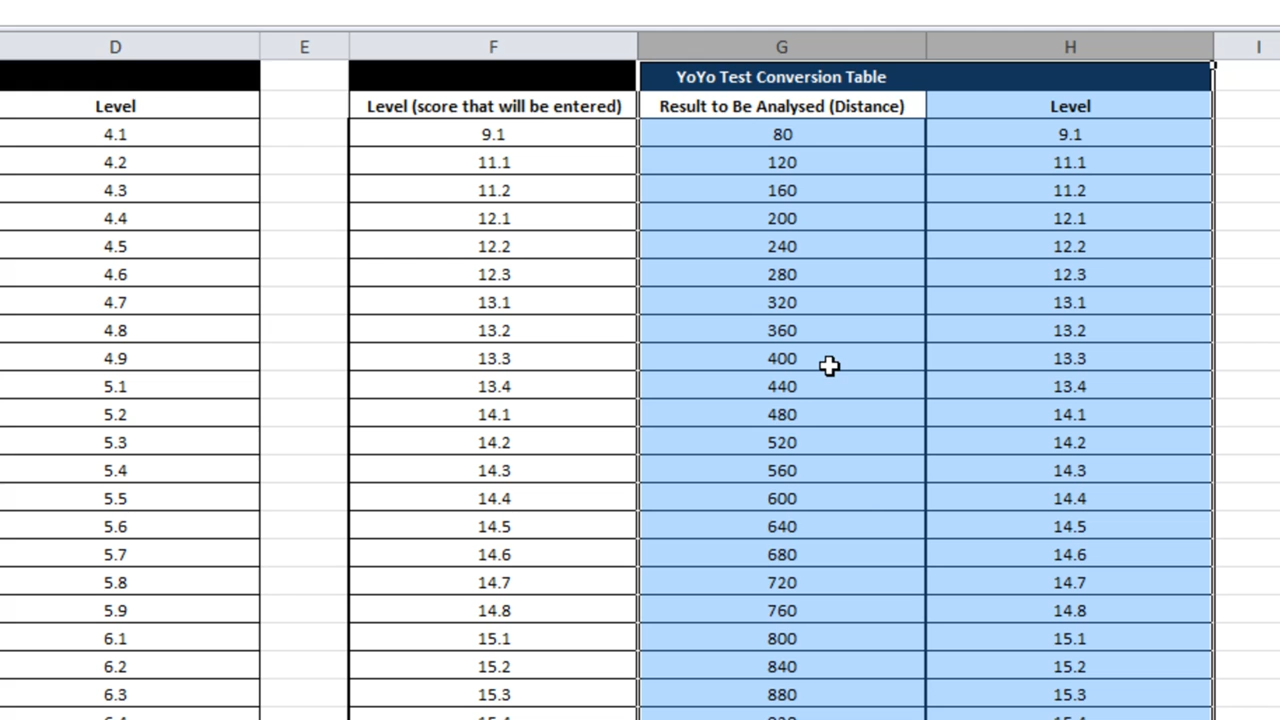 D E F G H I
YoYo Test Conversion Table
Level Level (score that will be entered) Result to Be Analysed (Distance) Level
4.1 9.1 80 9.1
4.2 11.1 120 11.1
4.3 11.2 160 11.2
4.4 12.1 200 12.1
4.5 12.2 240 12.2
4.6 12.3 280 12.3
4.7 13.1 320 13.1
4.8 13.2 360 13.2
4.9 13.3 400 13.3
5.1 13.4 440 13.4
5.2 14.1 480 14.1
5.3 14.2 520 14.2
5.4 14.3 560 14.3
5.5 14.4 600 14.4
5.6 14.5 640 14.5
5.7 14.6 680 14.6
5.8 14.7 720 14.7
5.9 14.8 760 14.8
6.1 15.1 800 15.1
6.2 15.2 840 15.2
6.3 15.3 880 15.3